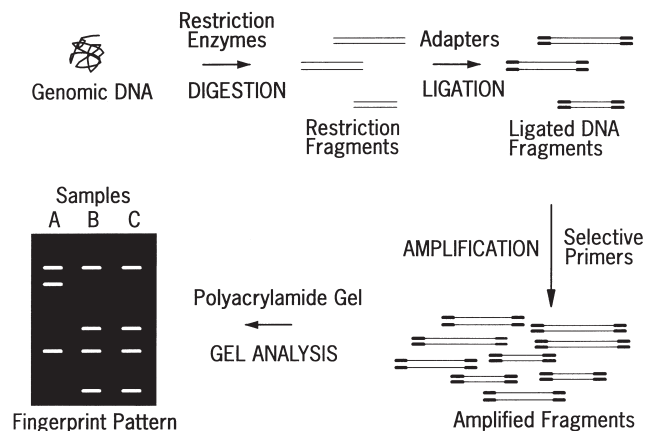 Genomic DNA
Restriction
Enzymes
DIGESTION
Restriction
Fragments
Adapters
LIGATION
Ligated DNA
Fragments
AMPLIFICATION
Selective
Primers
Amplified Fragments
Polyacrylamide Gel
GEL ANALYSIS
Samples
A B C
Fingerprint Pattern